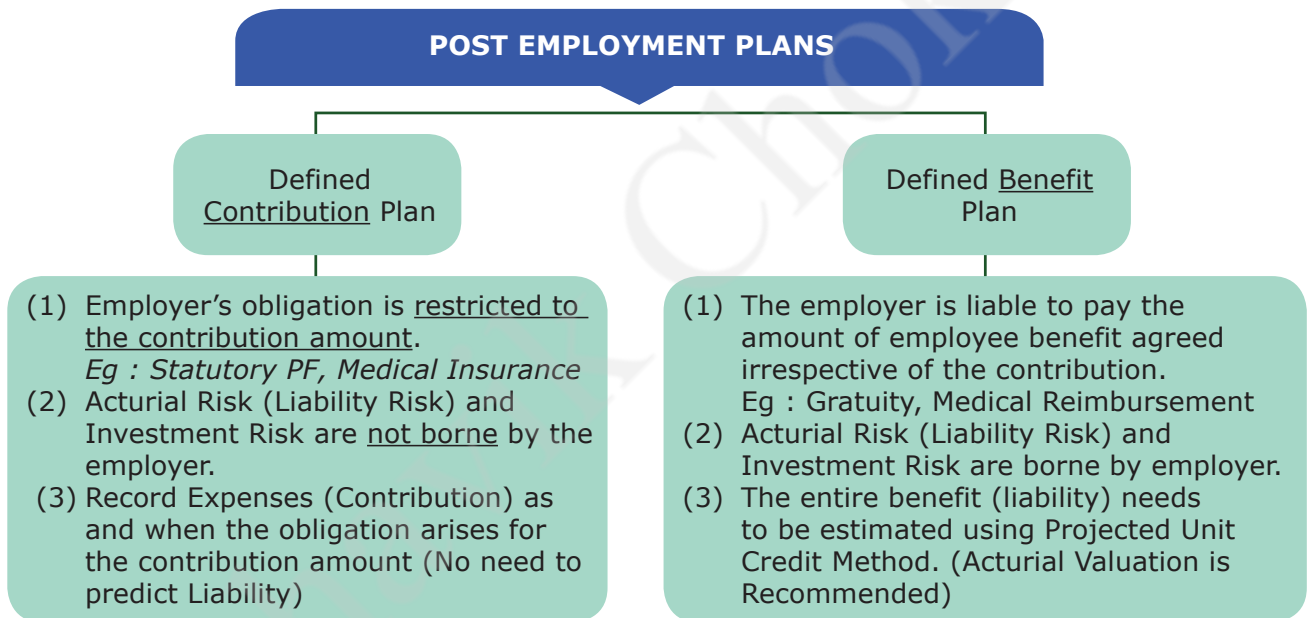 POST EMPLOYMENT PLANS
Defined
Contribution Plan
(1) Employer's obligation is restricted to
the contribution amount.
Eg : Statutory PF, Medical Insurance
(2) Acturial Risk (Liability Risk) and
Investment Risk are not borne by the
employer.
(3) Record Expenses (Contribution) as
and when the obligation arises for
the contribution amount (No need to
predict Liability)
Defined Benefit
Plan
(1) The employer is liable to pay the
amount of employee benefit agreed
irrespective of the contribution.
Eg : Gratuity, Medical Reimbursement
(2) Acturial Risk (Liability Risk) and
Investment Risk are borne by employer.
(3) The entire benefit (liability) needs
to be estimated using Projected Unit
Credit Method. (Acturial Valuation is
Recommended)